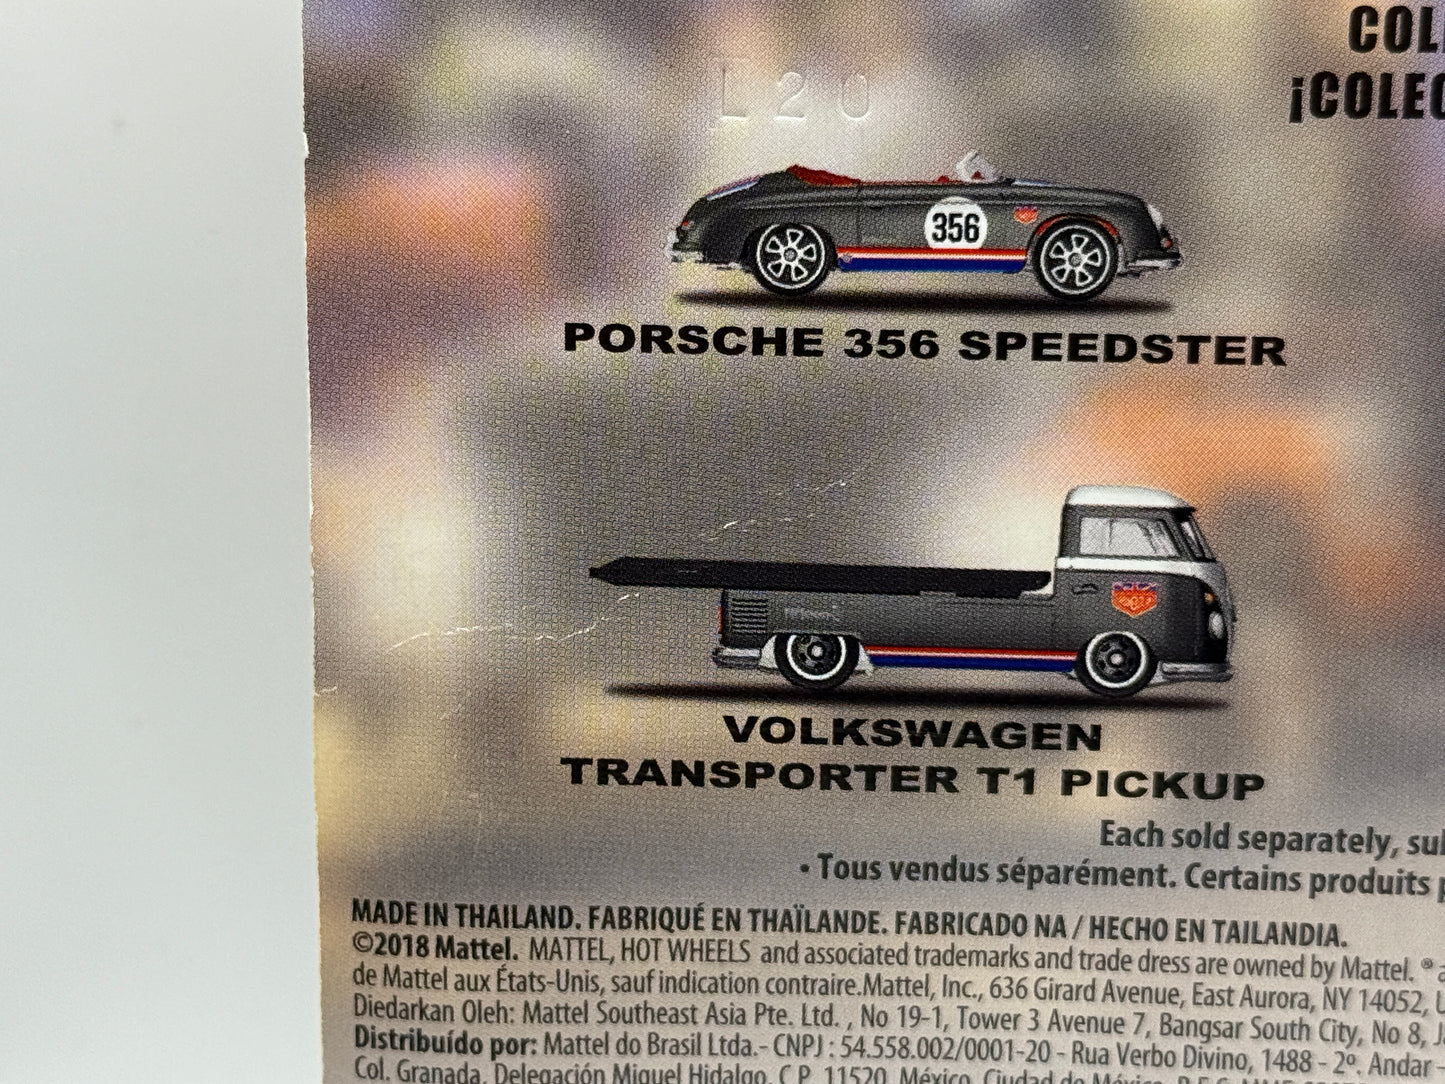 COL
¡COLEC
L20
356
PORSCHE 356 SPEEDSTER
VOLKSWAGEN
TRANSPORTER T1 PICKUP
Each sold separately, su
• Tous vendus séparément. Certains produits p
MADE IN THAILAND. FABRIQUÉ EN THAÏLANDE. FABRICADO NA / HECHO EN TAILANDIA.
©2018 Mattel. MATTEL, HOT WHEELS and associated trademarks and trade dress are owned by Mattel. ® a
de Mattel aux États-Unis, sauf indication contraire.Mattel, Inc., 636 Girard Avenue, East Aurora, NY 14052, U
Diedarkan Oleh: Mattel Southeast Asia Pte. Ltd. , No 19-1, Tower 3 Avenue 7, Bangsar South City, No 8, J
Distribuído por: Mattel do Brasil Ltda.- CNPJ : 54.558.002/0001-20 - Rua Verbo Divino, 1488 - 2º. Andar -
Col. Granada, Delegación Miguel Hidalgo, C.P. 11520, México, Ciudad de México.